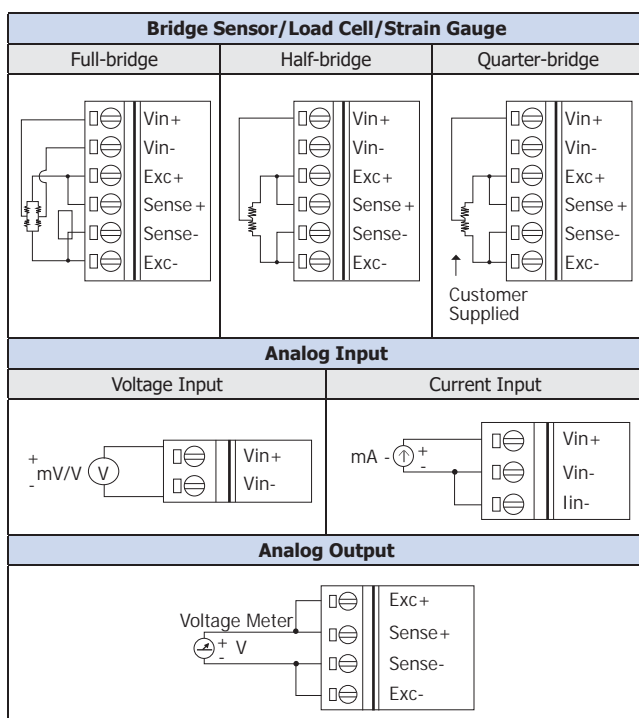 Bridge Sensor/Load Cell/Strain Gauge
Full-bridge
Half-bridge
Quarter-bridge
Vin+
Vin-
Exc+
Sense +
Sense-
Exc-
Vin+
Vin-
Exc+
Sense +
Sense-
Exc-
Vin+
Vin-
Exc+
Sense +
Sense-
Exc-
Customer
Supplied
Analog Input
Voltage Input
Current Input
+
mV/V
-
V
Vin+
Vin-
mA -
+
-
Vin+
Vin-
Iin-
Analog Output
Voltage Meter
+ V
-
Exc+
Sense+
Sense-
Exc-